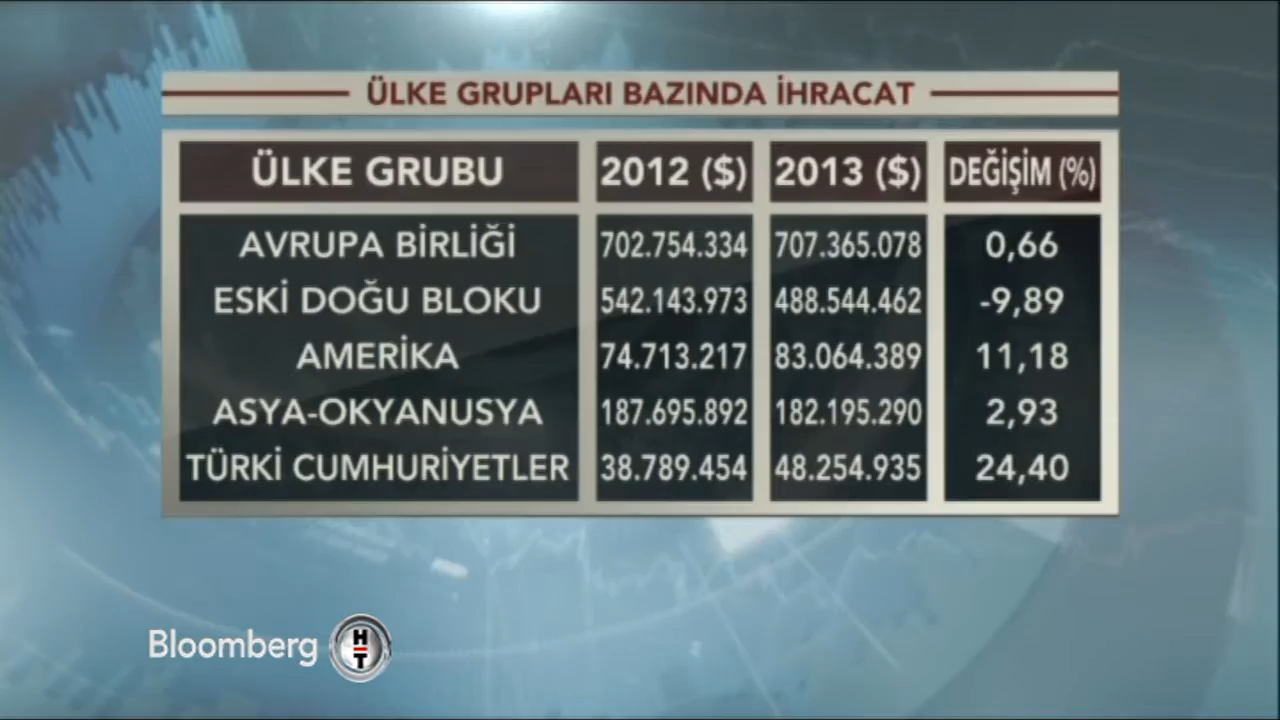 ÜLKE GRUPLARI BAZINDA İHRACAT
ÜLKE GRUBU 2012 ($) 2013 ($) DEĞİŞİM (%)
AVRUPA BİRLİĞİ 702.754.334 707.365.078 0,66
ESKİ DOĞU BLOKU 542.143.973 488.544.462 -9,89
AMERİKA 74.713.217 83.064.389 11,18
ASYA-OKYANUSYA 187.695.892 182.195.290 2,93
TÜRKİ CUMHURİYETLER 38.789.454 48.254.935 24,40
Bloomberg HT